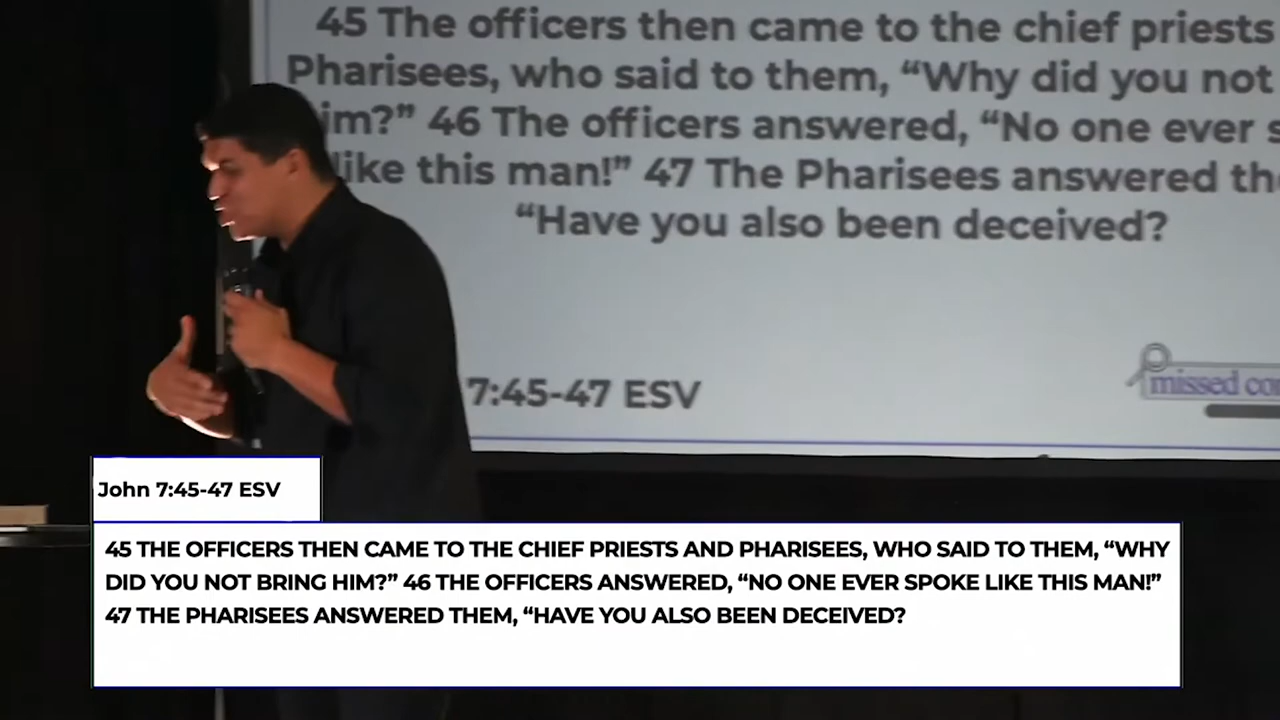 45 The officers then came to the chief priests
Pharisees, who said to them, “Why did you not
him?” 46 The officers answered, “No one ever
like this man!” 47 The Pharisees answered
“Have you also been deceived?
7:45-47 ESV
missed
John 7:45-47 ESV
45 THE OFFICERS THEN CAME TO THE CHIEF PRIESTS AND PHARISEES, WHO SAID TO THEM, “WHY
DID YOU NOT BRING HIM?” 46 THE OFFICERS ANSWERED, “NO ONE EVER SPOKE LIKE THIS MAN!”
47 THE PHARISEES ANSWERED THEM, “HAVE YOU ALSO BEEN DECEIVED?